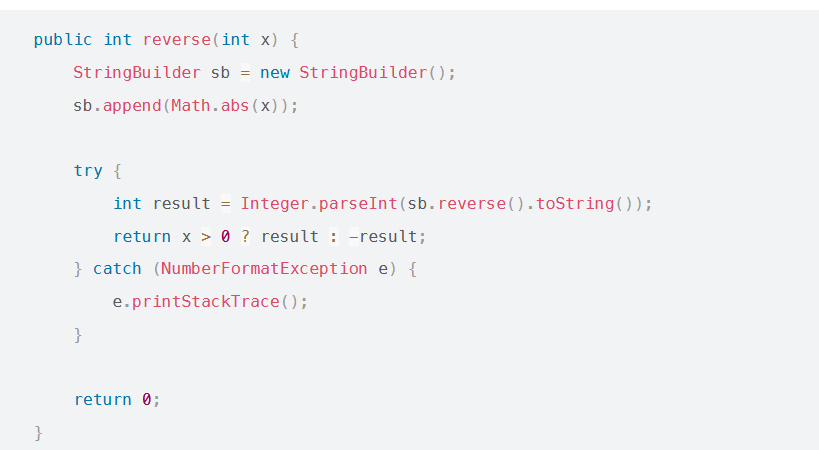 public int reverse(int x) {
    StringBuilder sb = new StringBuilder();
    sb.append(Math.abs(x));

    try {
        int result = Integer.parseInt(sb.reverse().toString());
        return x > 0 ? result : -result;
    } catch (NumberFormatException e) {
        e.printStackTrace();
    }

    return 0;
}